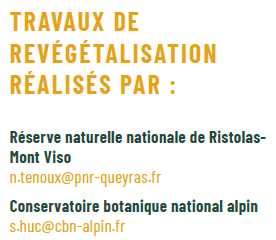 TRAVAUX DE
REVÉGÉTALISATION
RÉALISÉS PAR :
Réserve naturelle nationale de Ristolas-
Mont Viso
n.tenoux@pnr-queyras.fr
Conservatoire botanique national alpin
s.huc@cbn-alpin.fr